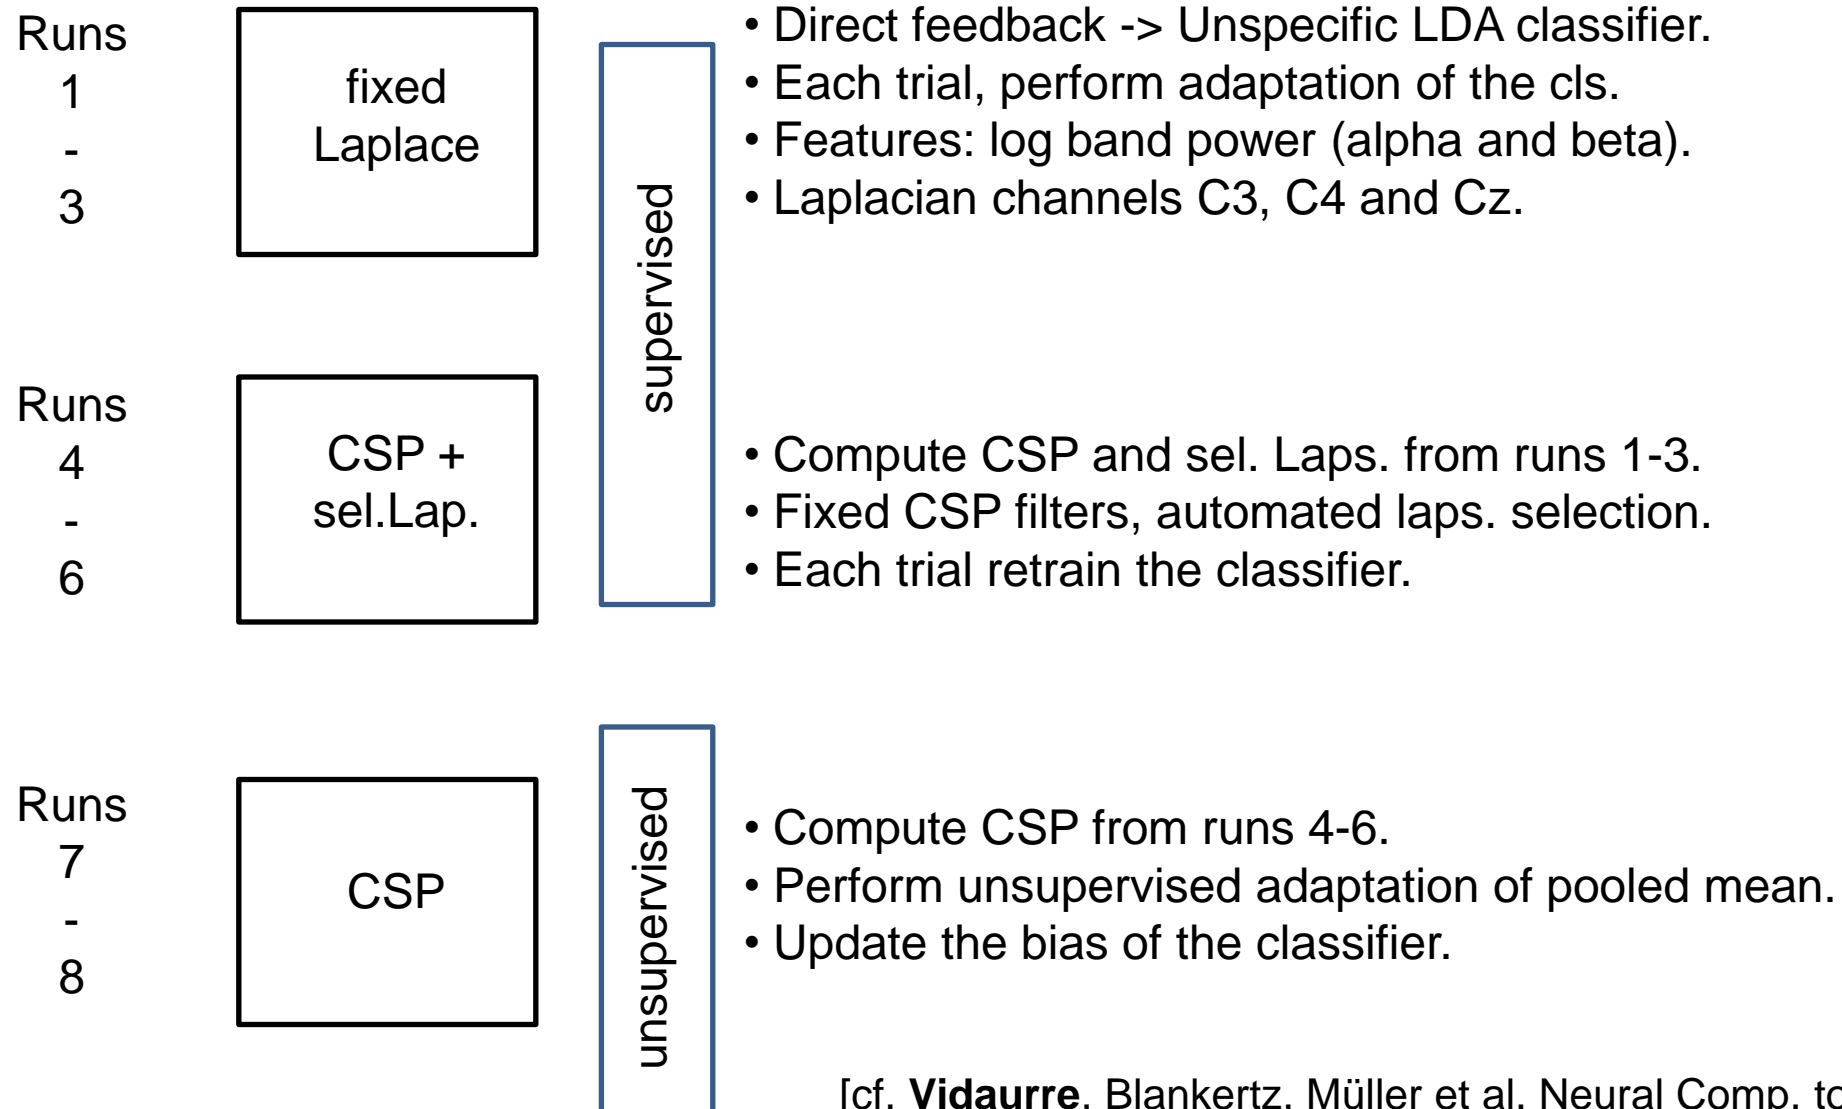 Runs
1
-
3
fixed
Laplace
supervised
• Direct feedback -> Unspecific LDA classifier.
• Each trial, perform adaptation of the cls.
• Features: log band power (alpha and beta).
• Laplacian channels C3, C4 and Cz.
Runs
4
-
6
CSP +
sel.Lap.
• Compute CSP and sel. Laps. from runs 1-3.
• Fixed CSP filters, automated laps. selection.
• Each trial retrain the classifier.
Runs
7
-
8
CSP
unsupervised
• Compute CSP from runs 4-6.
• Perform unsupervised adaptation of pooled mean.
• Update the bias of the classifier.
[cf. Vidaurre, Blankertz, Müller et al. Neural Comp. to